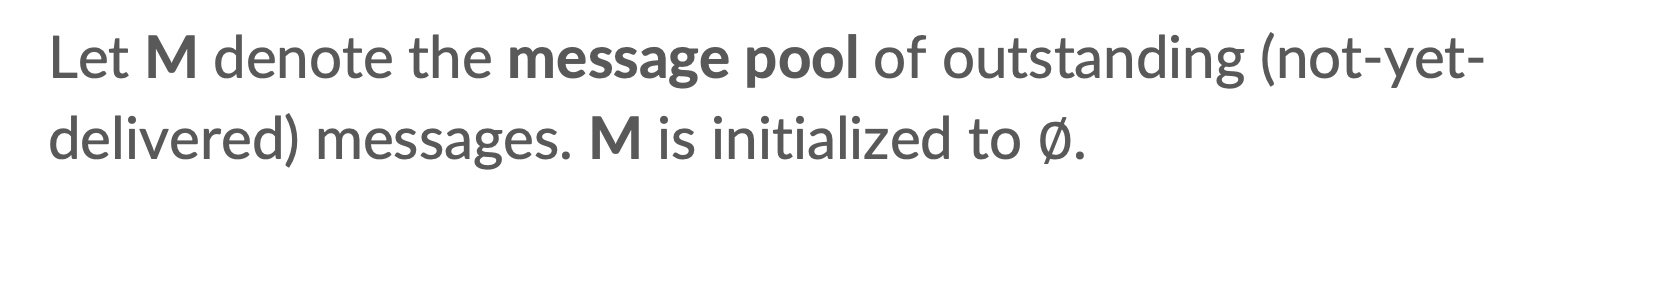 Let M denote the message pool of outstanding (not-yet-
delivered) messages. M is initialized to ∅.